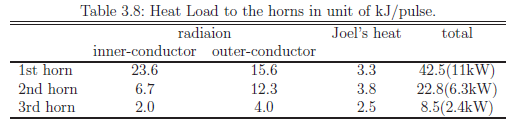 Table 3.8: Heat Load to the horns in unit of kJ/pulse.
radiaion Joel's heat total
inner-conductor outer-conductor
1st horn 23.6 15.6 3.3 42.5(11kW)
2nd horn 6.7 12.3 3.8 22.8(6.3kW)
3rd horn 2.0 4.0 2.5 8.5(2.4kW)